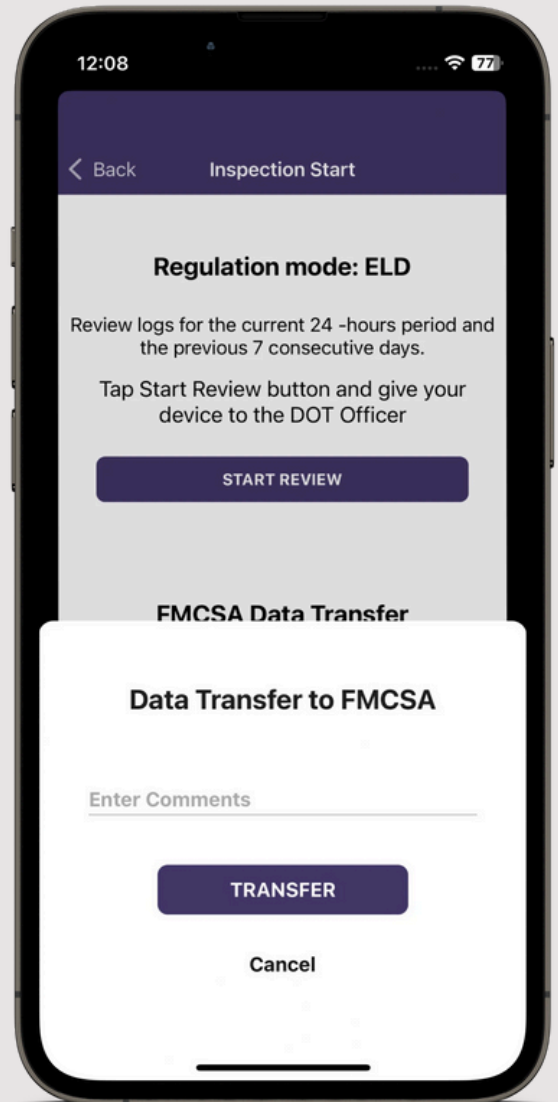 12:08
77
Back
Inspection Start
Regulation mode: ELD
Review logs for the current 24 -hours period and
the previous 7 consecutive days.
Tap Start Review button and give your
device to the DOT Officer
START REVIEW
FMCSA Data Transfer
Data Transfer to FMCSA
Enter Comments
TRANSFER
Cancel